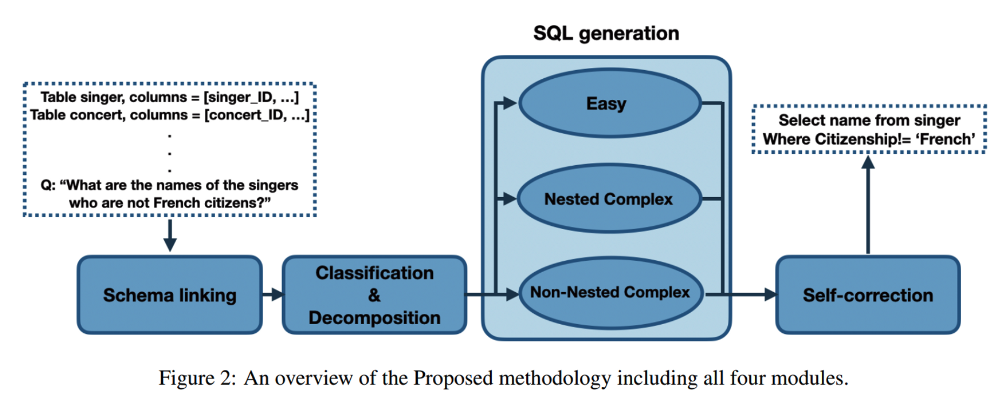 SQL generation
Table singer, columns = [singer_ID, ...]
Table concert, columns = [concert_ID, ...]
.
.
.
Q: “What are the names of the singers
who are not French citizens?”
Schema linking
Classification
&
Decomposition
Easy
Nested Complex
Non-Nested Complex
Self-correction
Select name from singer
Where Citizenship!= ‘French’
Figure 2: An overview of the Proposed methodology including all four modules.